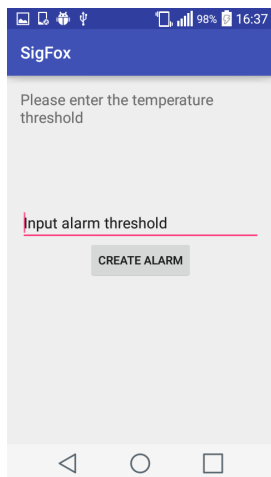 98% 16:37
SigFox
Please enter the temperature
threshold
Input alarm threshold
CREATE ALARM